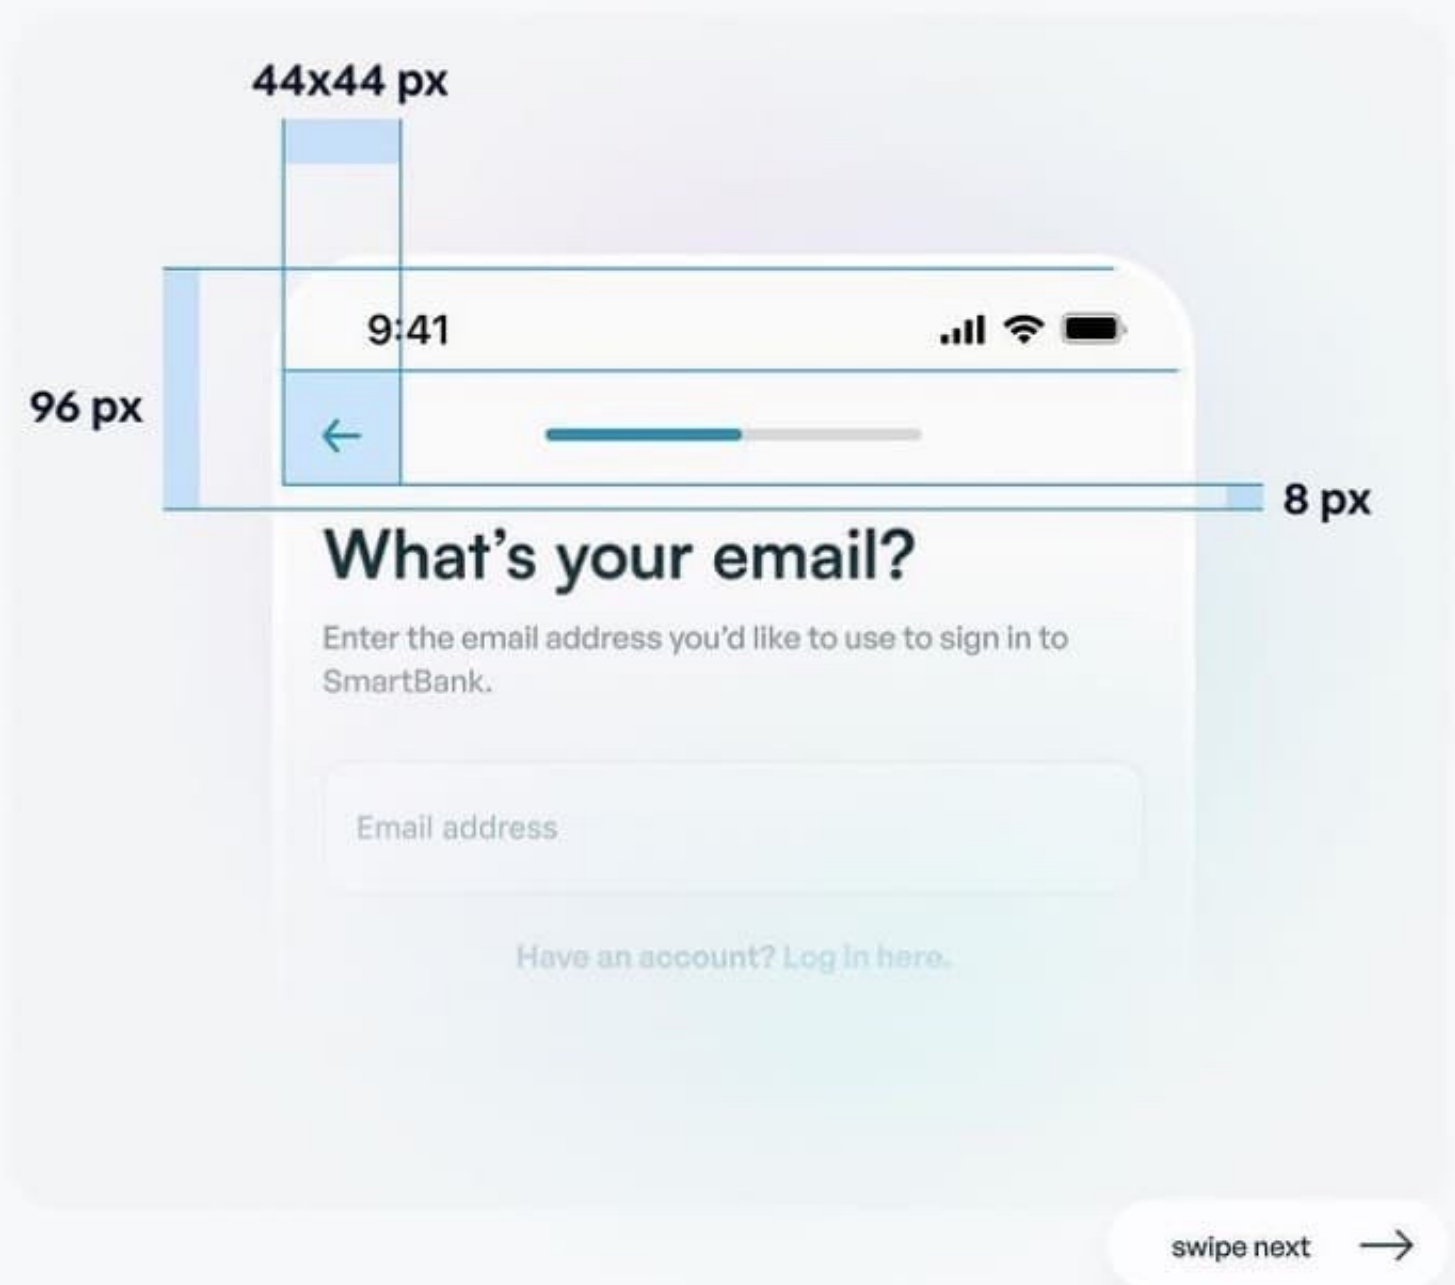 44x44 px
9:41
96 px
8 px
What’s your email?
Enter the email address you’d like to use to sign in to
SmartBank.
Email address
Have an account? Log in here.
swipe next